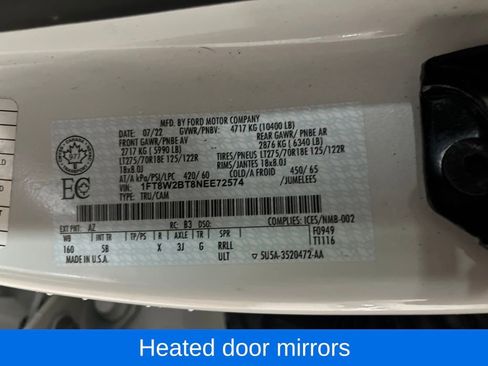 MFD. BY FORD MOTOR COMPANY
DATE: 07/22 GVWR/PNBV: 4717 KG (10400 LB)
FRONT GAWR/PNBE AV REAR GAWR/PNBE AR
2717 KG ( 5990 LB) 2876 KG ( 6340 LB)
LT275/70R18E 125/122R TIRES/PNEUS LT275/70R18E 125/122R
18x8.0J 18x8.0J
AT/A kPa/PSI/LPC 420/ 60 COLD/A FROID 450/ 65
EC VIN: 1FT8W2BT8NEE72574 /JUMELEES
TYPE: TRU/CAM
EXT PNT: AZ RC: B3 DSO: COMPLIES: ICES/NMB-002
WB TP/PS R AXLE TR SPR F0949
160 5B X 3J G RRLL T1116
MADE IN U.S.A. ULT 5U5A-3520472-AA
Heated door mirrors